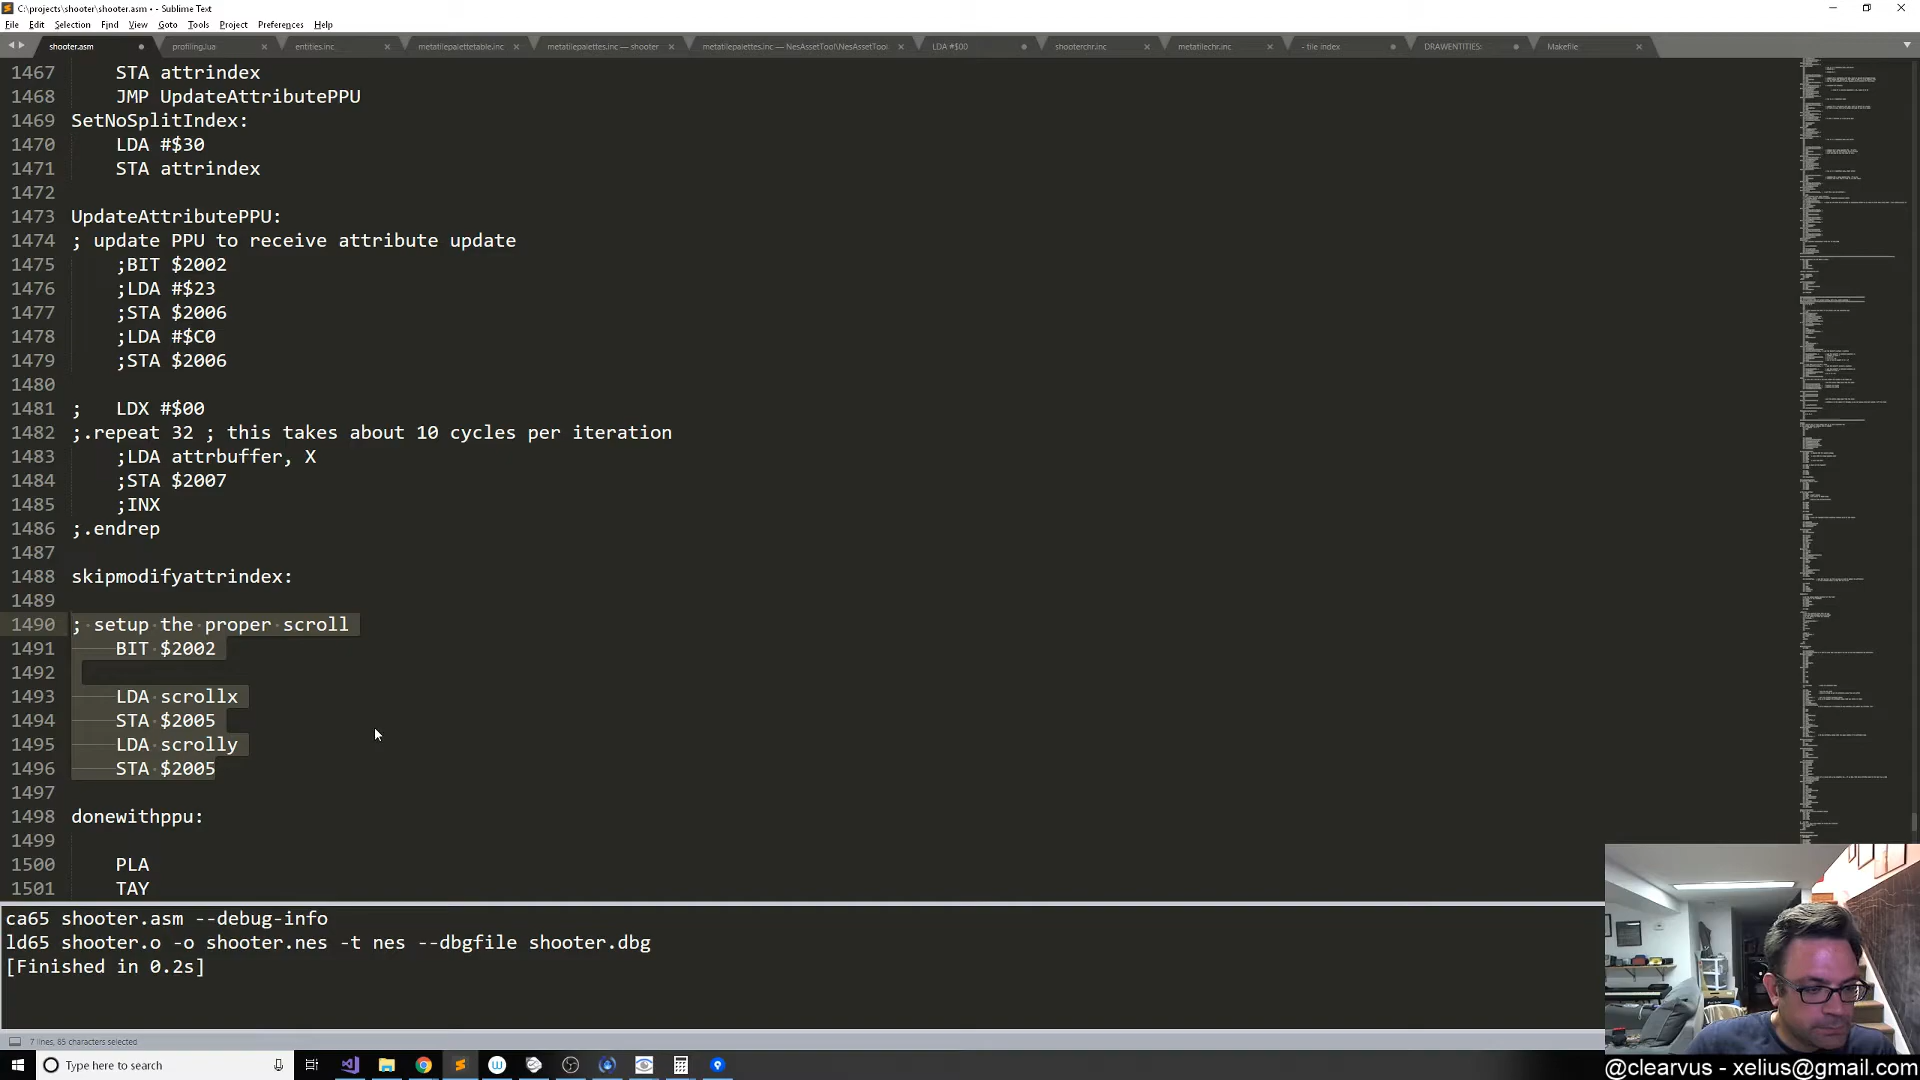 C:\projects\shooter\shooter.asm • - Sublime Text
File Edit Selection Find View Goto Tools Project Preferences Help
shooter.asm profiling.lua entities.inc metatilepalettetable.inc metatilepalettes.inc — shooter metatilepalettes.inc — NesAssetTool\NesAssetTool LDA #$00 shooterchr.inc metatilechr.inc - tile index DRAWENTITIES: Makefile
1467 STA attrindex
1468 JMP UpdateAttributePPU
1469 SetNoSplitIndex:
1470 LDA #$30
1471 STA attrindex
1472
1473 UpdateAttributePPU:
1474 ; update PPU to receive attribute update
1475 ;BIT $2002
1476 ;LDA #$23
1477 ;STA $2006
1478 ;LDA #$C0
1479 ;STA $2006
1480
1481 ; LDX #$00
1482 ;.repeat 32 ; this takes about 10 cycles per iteration
1483 ;LDA attrbuffer, X
1484 ;STA $2007
1485 ;INX
1486 ;.endrep
1487
1488 skipmodifyattrindex:
1489
1490 ; setup the proper scroll
1491 BIT $2002
1492
1493 LDA scrollx
1494 STA $2005
1495 LDA scrolly
1496 STA $2005
1497
1498 donewithppu:
1499
1500 PLA
1501 TAY
ca65 shooter.asm --debug-info
ld65 shooter.o -o shooter.nes -t nes --dbgfile shooter.dbg
[Finished in 0.2s]
7 lines, 85 characters selected
Type here to search
@clearvus - xelius@gmail.com